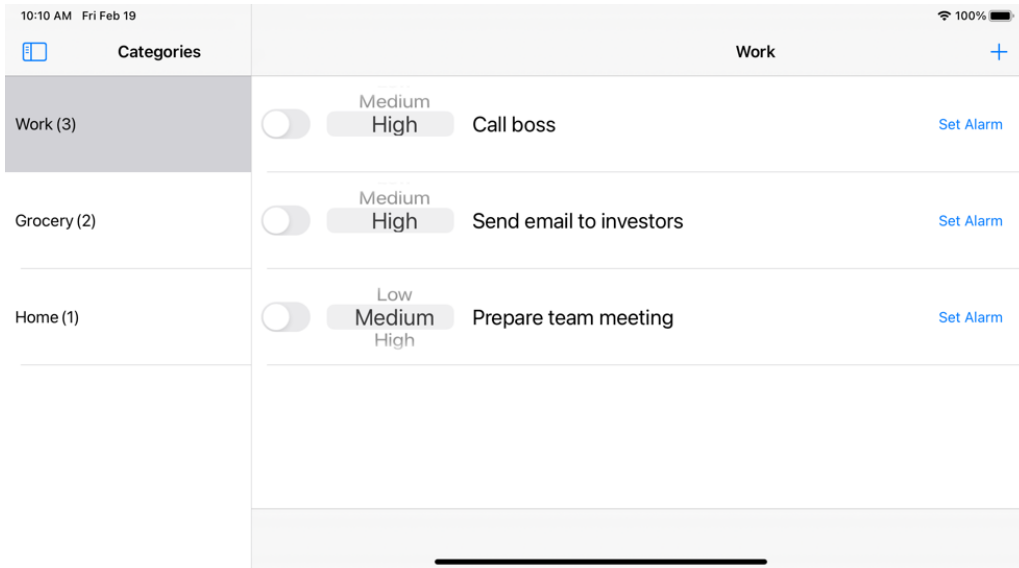 10:10 AM Fri Feb 19
100%
Categories
Work
Work (3)
Medium
High
Call boss
Set Alarm
Grocery (2)
Medium
High
Send email to investors
Set Alarm
Home (1)
Low
Medium
High
Prepare team meeting
Set Alarm